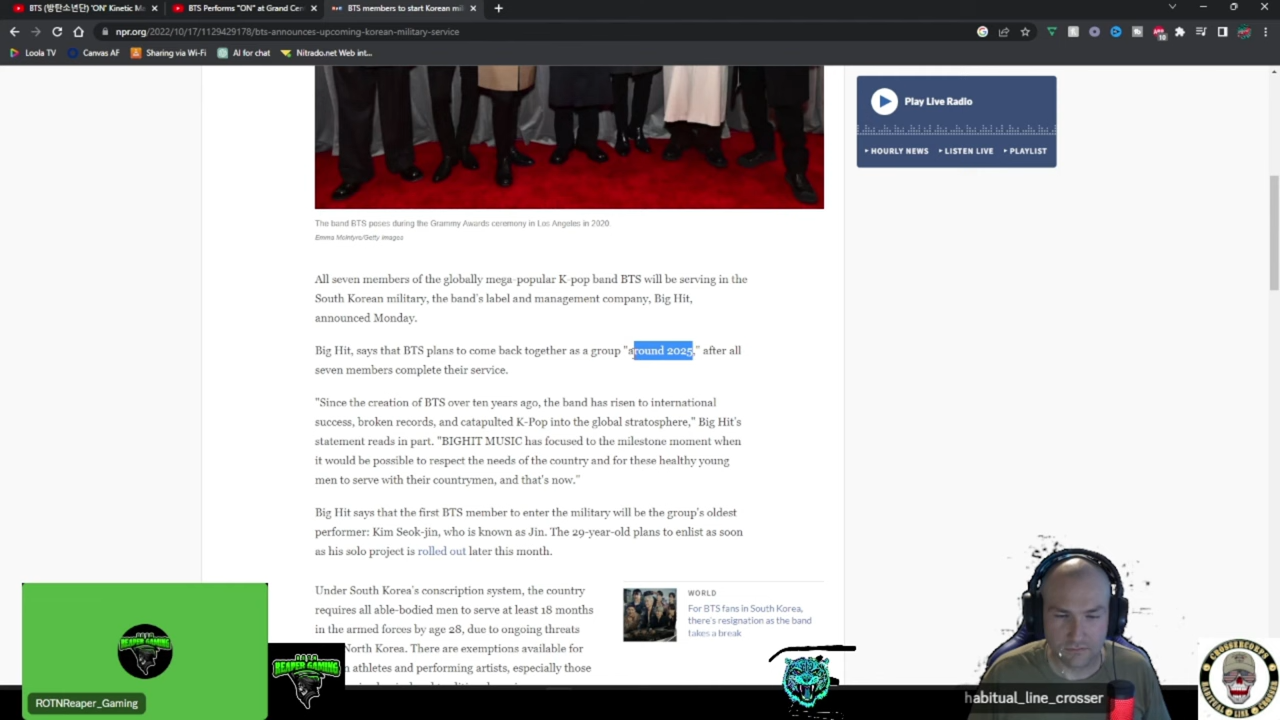 BTS (방탄소년단) 'ON' Kinetic M
BTS Performs "ON" at Grand Cer
BTS members to start Korean mil
npr.org/2022/10/17/1129429178/bts-announces-upcoming-korean-military-service
10
Loola TV
Canvas AF
Sharing via Wi-Fi
AI for chat
Nitrado.net Web int...
Play Live Radio
HOURLY NEWS
LISTEN LIVE
PLAYLIST
The band BTS poses during the Grammy Awards ceremony in Los Angeles in 2020.
Emma McIntyre/Getty Images
All seven members of the globally mega-popular K-pop band BTS will be serving in the
South Korean military, the band's label and management company, Big Hit,
announced Monday.
Big Hit, says that BTS plans to come back together as a group "around 2025," after all
seven members complete their service.
"Since the creation of BTS over ten years ago, the band has risen to international
success, broken records, and catapulted K-Pop into the global stratosphere," Big Hit's
statement reads in part. "BIGHIT MUSIC has focused to the milestone moment when
it would be possible to respect the needs of the country and for these healthy young
men to serve with their countrymen, and that's now."
Big Hit says that the first BTS member to enter the military will be the group's oldest
performer: Kim Seok-jin, who is known as Jin. The 29-year-old plans to enlist as soon
as his solo project is rolled out later this month.
Under South Korea's conscription system, the country
requires all able-bodied men to serve at least 18 months
in the armed forces by age 28, due to ongoing threats
North Korea. There are exemptions available for
athletes and performing artists, especially those
WORLD
For BTS fans in South Korea,
there's resignation as the band
takes a break
REAPER GAMING
ROTNReaper_Gaming
REAPER GAMING
habitual_line_crosser
CROSSERCORPS
HABITUAL LINE CROSSER